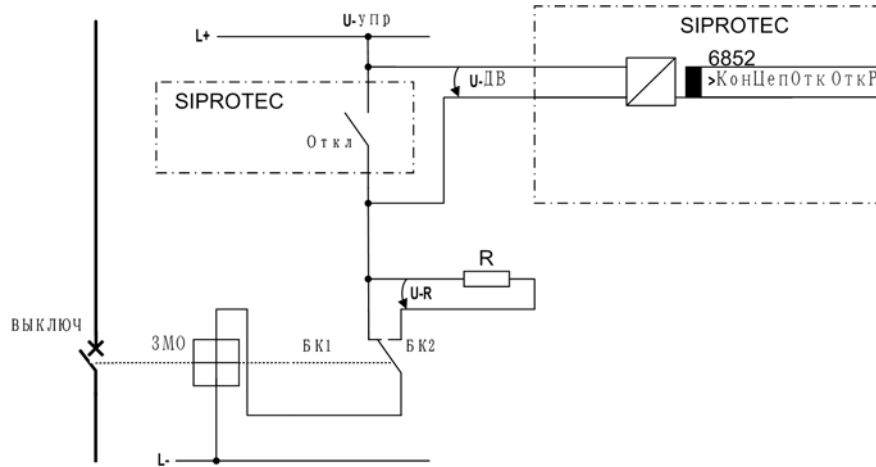 U-упр
L+
SIPROTEC
6852
>КонЦепОтк ОткР
U-ДВ
SIPROTEC
Откл
R
U-R
ВЫКЛЮЧ
ЗМО
БК1
БК2
L-